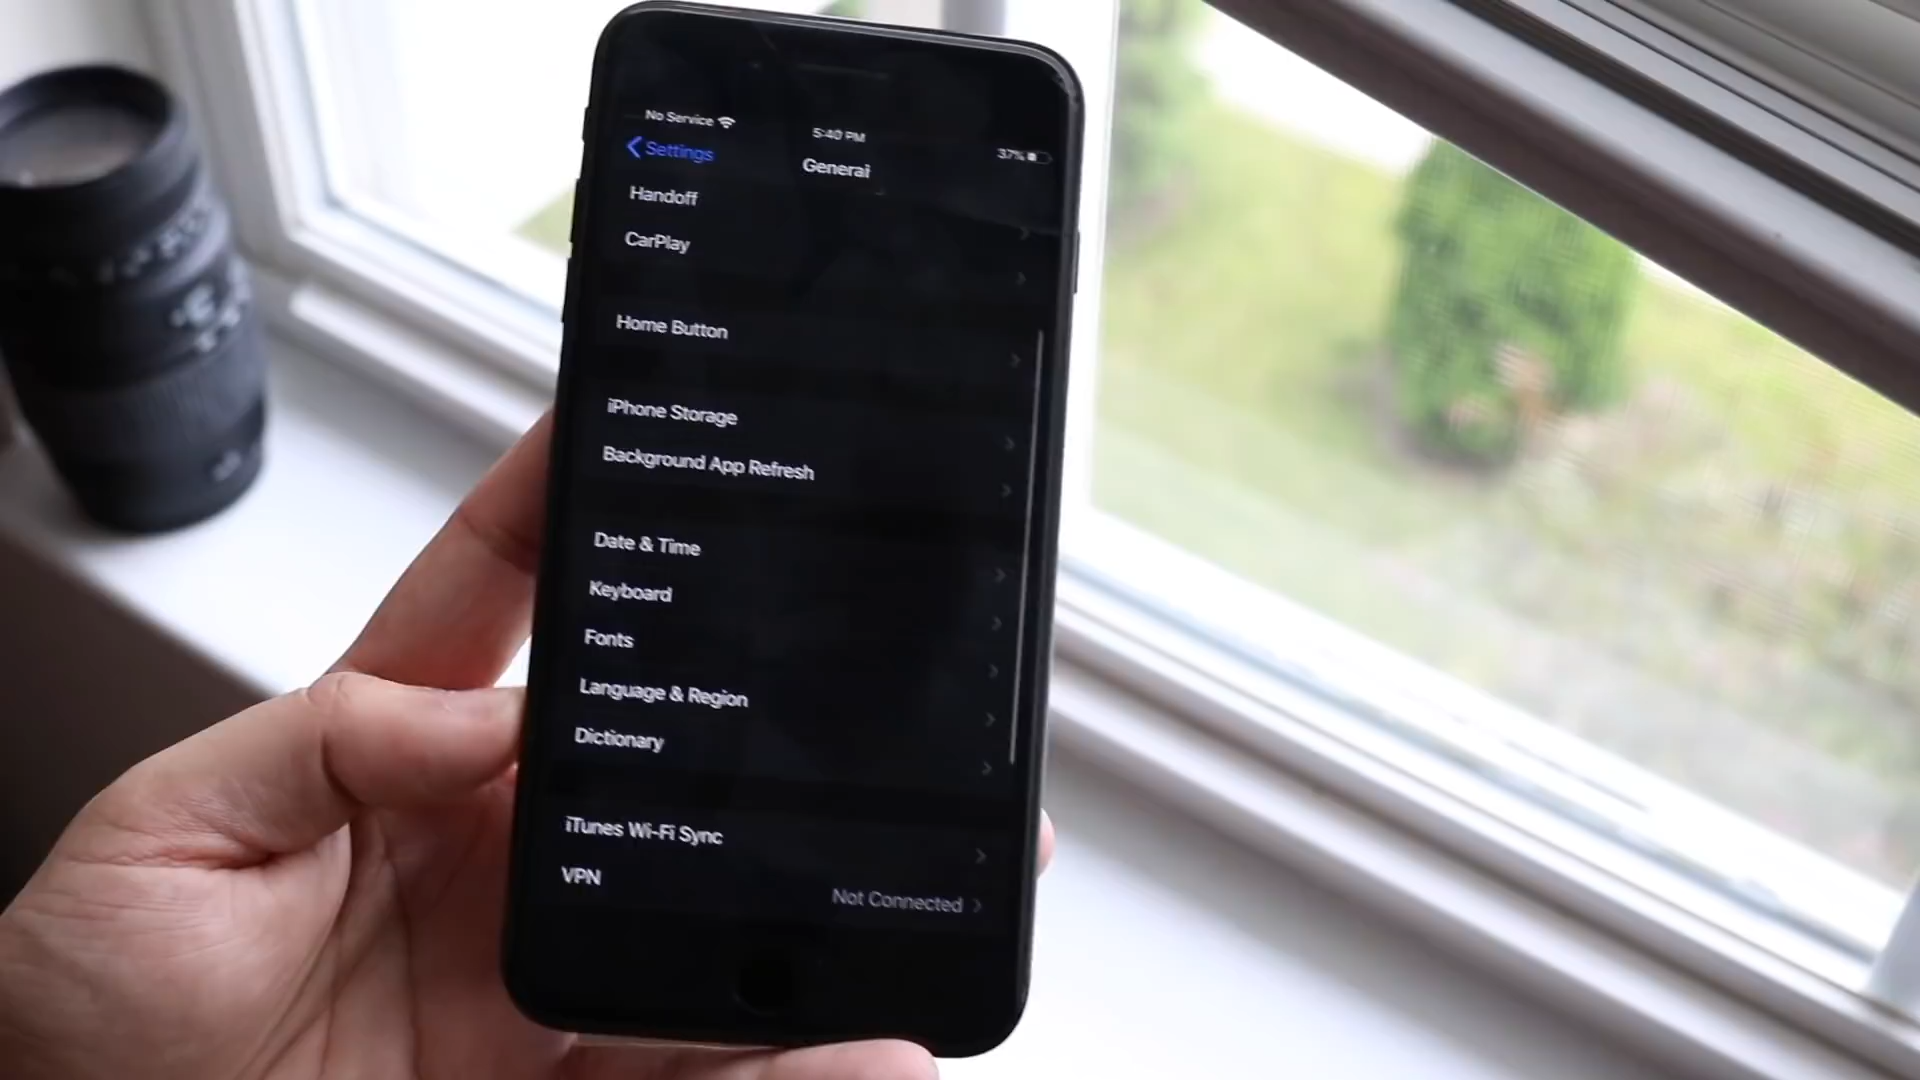 No Service
5:40 PM
37%
Settings
General
Handoff
CarPlay
Home Button
iPhone Storage
Background App Refresh
Date & Time
Keyboard
Fonts
Language & Region
Dictionary
iTunes Wi-Fi Sync
VPN
Not Connected